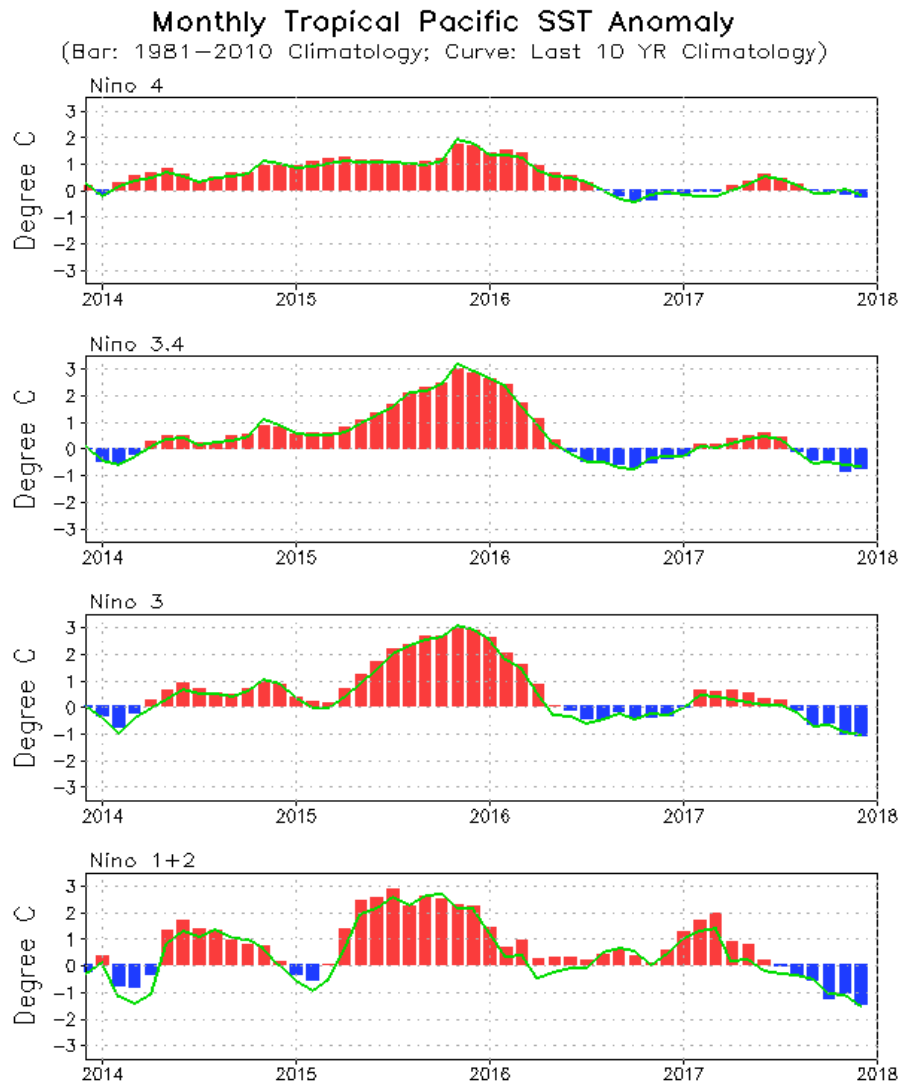 Monthly Tropical Pacific SST Anomaly
(Bar: 1981-2010 Climatology; Curve: Last 10 YR Climatology)
Nino 4
Degree C
3
2
1
0
-1
-2
-3
2014 2015 2016 2017 2018
Nino 3.4
Degree C
3
2
1
0
-1
-2
-3
2014 2015 2016 2017 2018
Nino 3
Degree C
3
2
1
0
-1
-2
-3
2014 2015 2016 2017 2018
Nino 1+2
Degree C
3
2
1
0
-1
-2
-3
2014 2015 2016 2017 2018